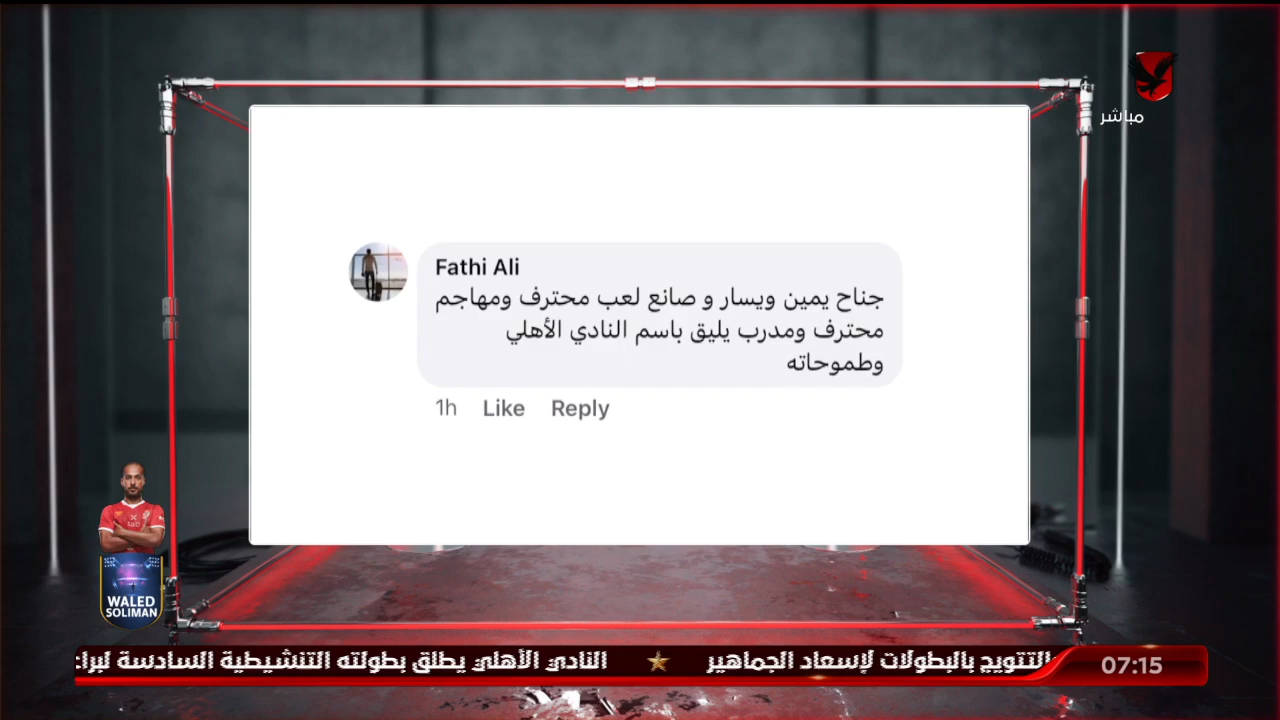 مباشر
Fathi Ali
جناح يمين ويسار و صانع لعب محترف ومهاجم
محترف ومدرب يليق باسم النادي الأهلي
وطموحاته
1h Like Reply
WALED
SOLIMAN
التتويج بالبطولات لإسعاد الجماهير
النادي الأهلي يطلق بطولته التنشيطية السادسة
07:15